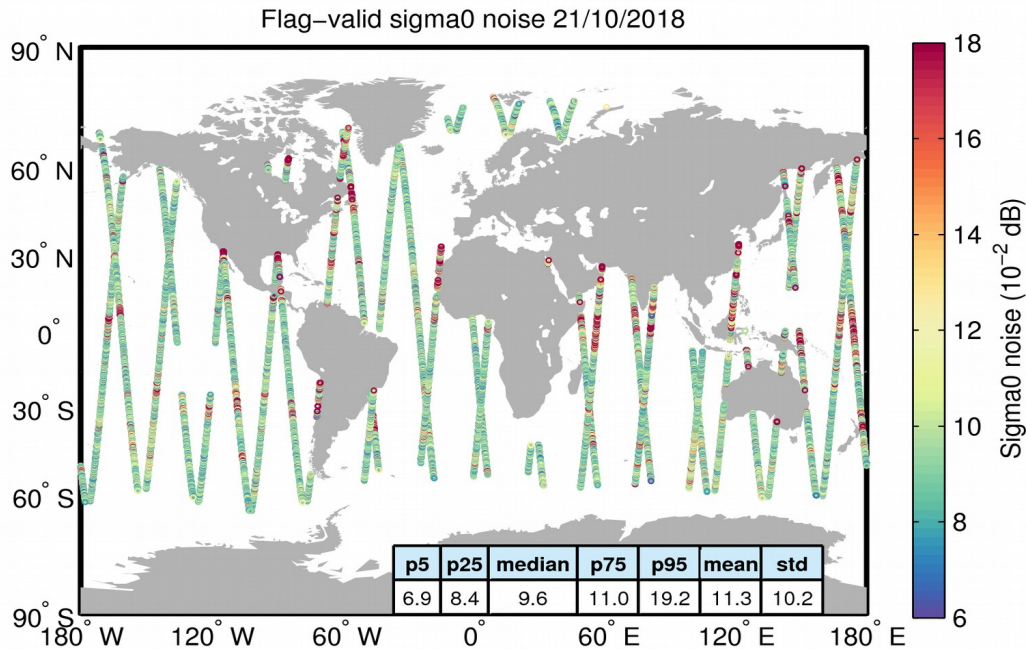 Flag−valid sigma0 noise 21/10/2018
90° N
60° N
30° N
0°
30° S
60° S
90° S
180° W
120° W
60° W
0°
60° E
120° E
180° E
p5 p25 median p75 p95 mean std
6.9 8.4 9.6 11.0 19.2 11.3 10.2
18
16
14
12
10
8
6
Sigma0 noise (10⁻² dB)